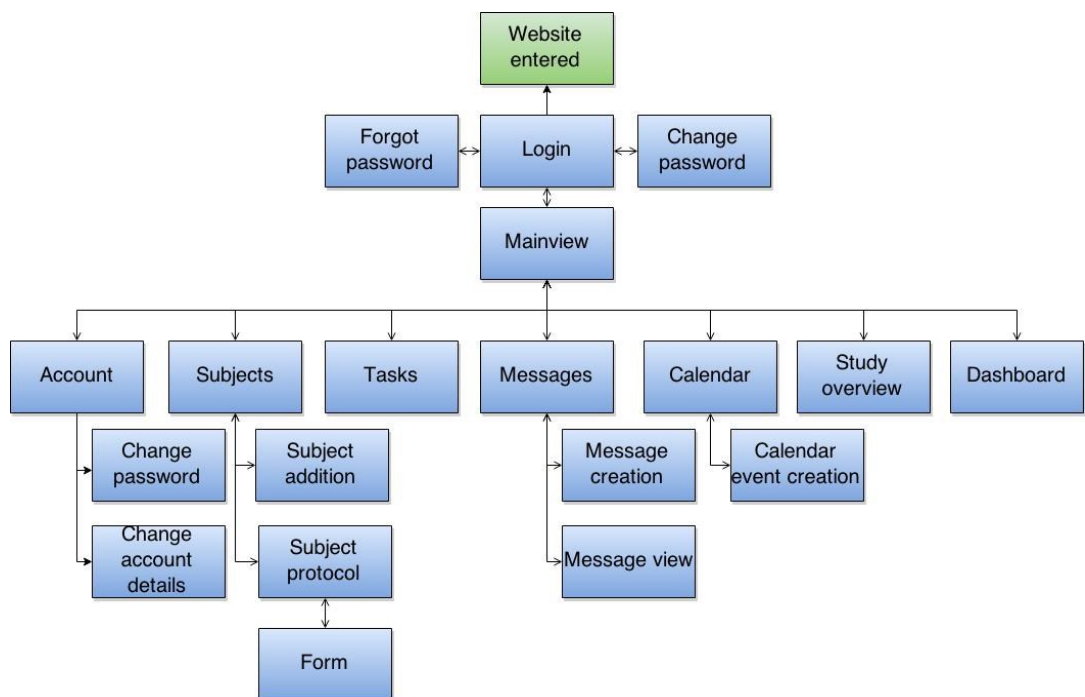 Website
entered
Forgot
password
Login
Change
password
Mainview
Account
Subjects
Tasks
Messages
Calendar
Study
overview
Dashboard
Change
password
Subject
addition
Message
creation
Calendar
event creation
Change
account
details
Subject
protocol
Message view
Form